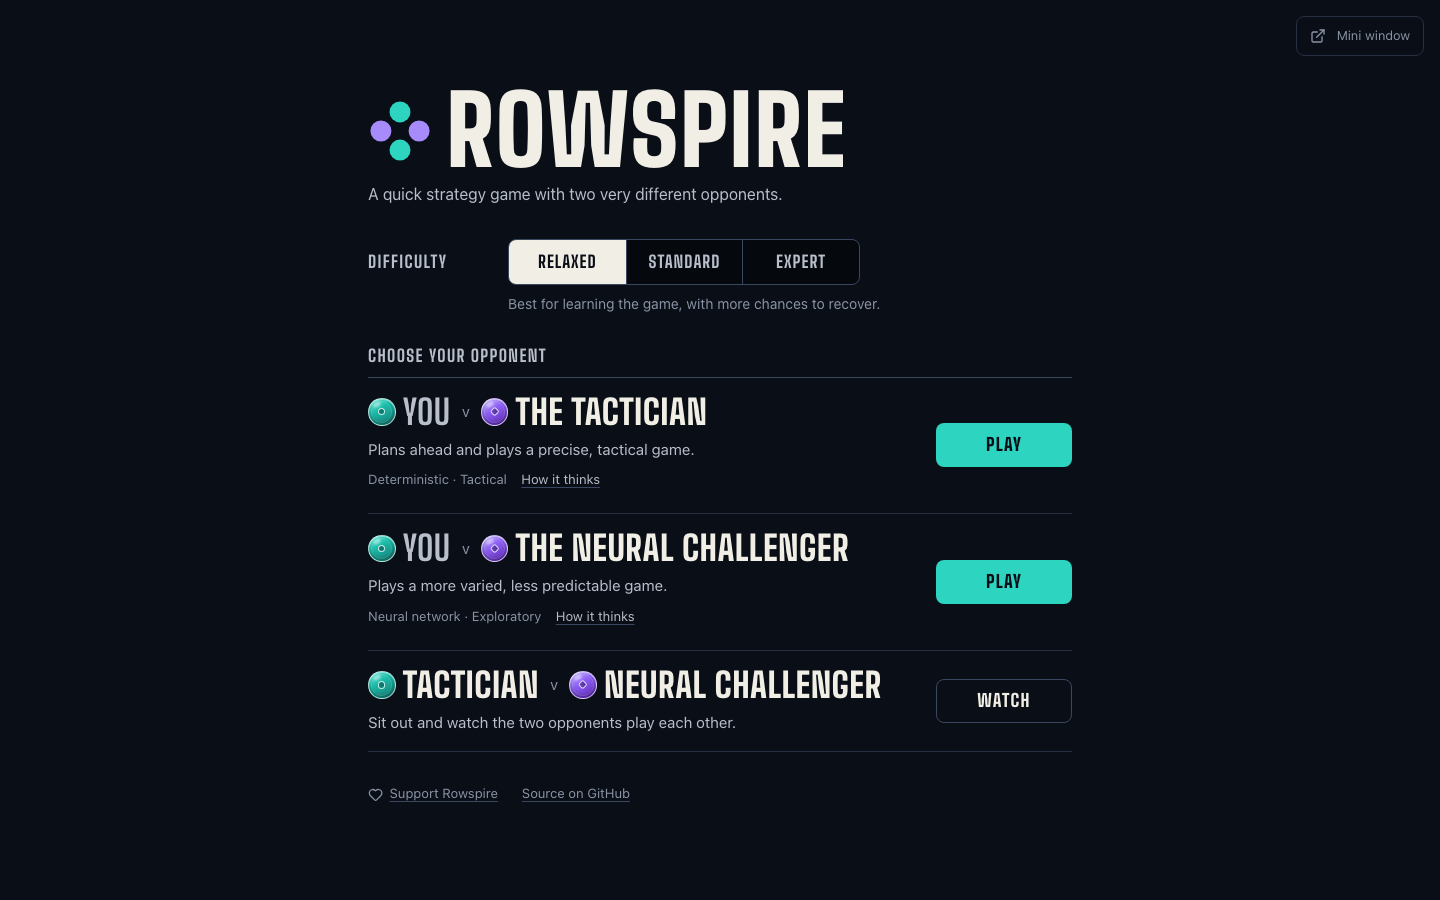 Mini window
ROWSPIRE
A quick strategy game with two very different opponents.
DIFFICULTY RELAXED STANDARD EXPERT
Best for learning the game, with more chances to recover.
CHOOSE YOUR OPPONENT
YOU v THE TACTICIAN
Plans ahead and plays a precise, tactical game.
PLAY
Deterministic · Tactical How it thinks
YOU v THE NEURAL CHALLENGER
Plays a more varied, less predictable game.
PLAY
Neural network · Exploratory How it thinks
TACTICIAN v NEURAL CHALLENGER
WATCH
Sit out and watch the two opponents play each other.
Support Rowspire Source on GitHub